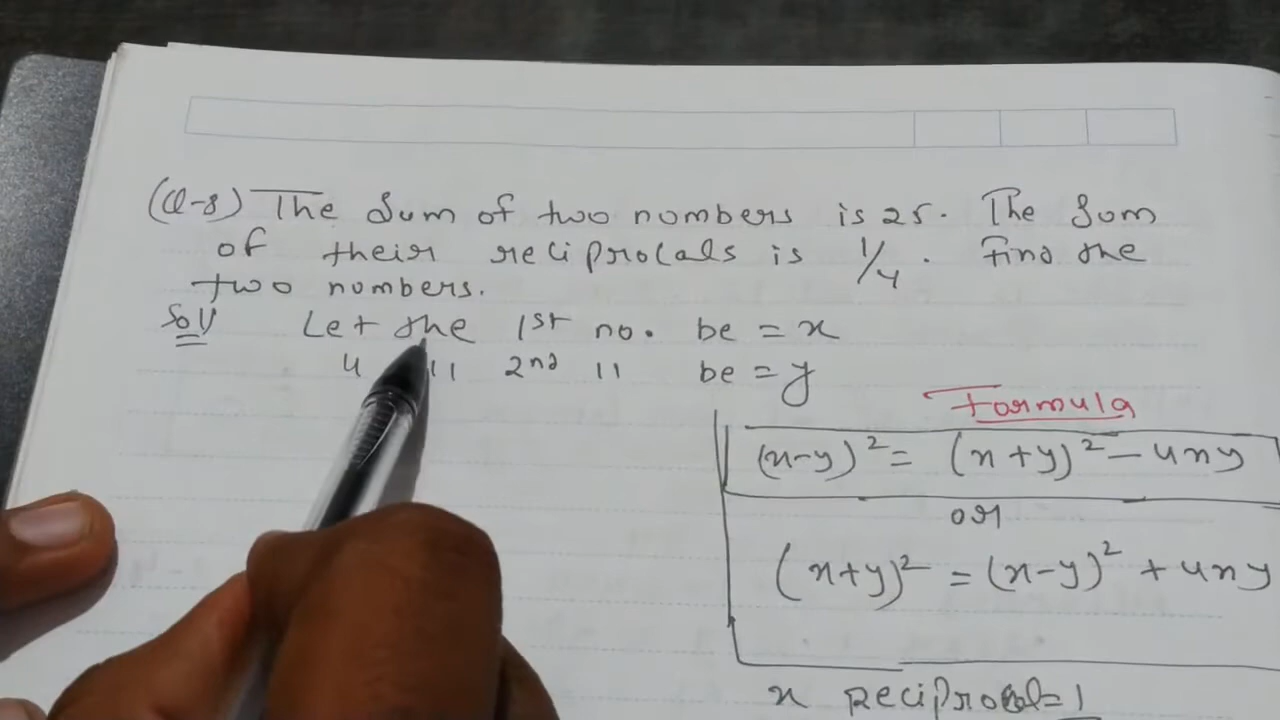 (Q-8) The Sum of two numbers is 25. The Sum
of their reciprocals is 1/4. Find the
two numbers.
Sol Let the 1st no. be = x
" " 2nd " be = y
Formula
(x-y)² = (x+y)² - 4xy
or
(x+y)² = (x-y)² + 4xy
x reciprocal = 1